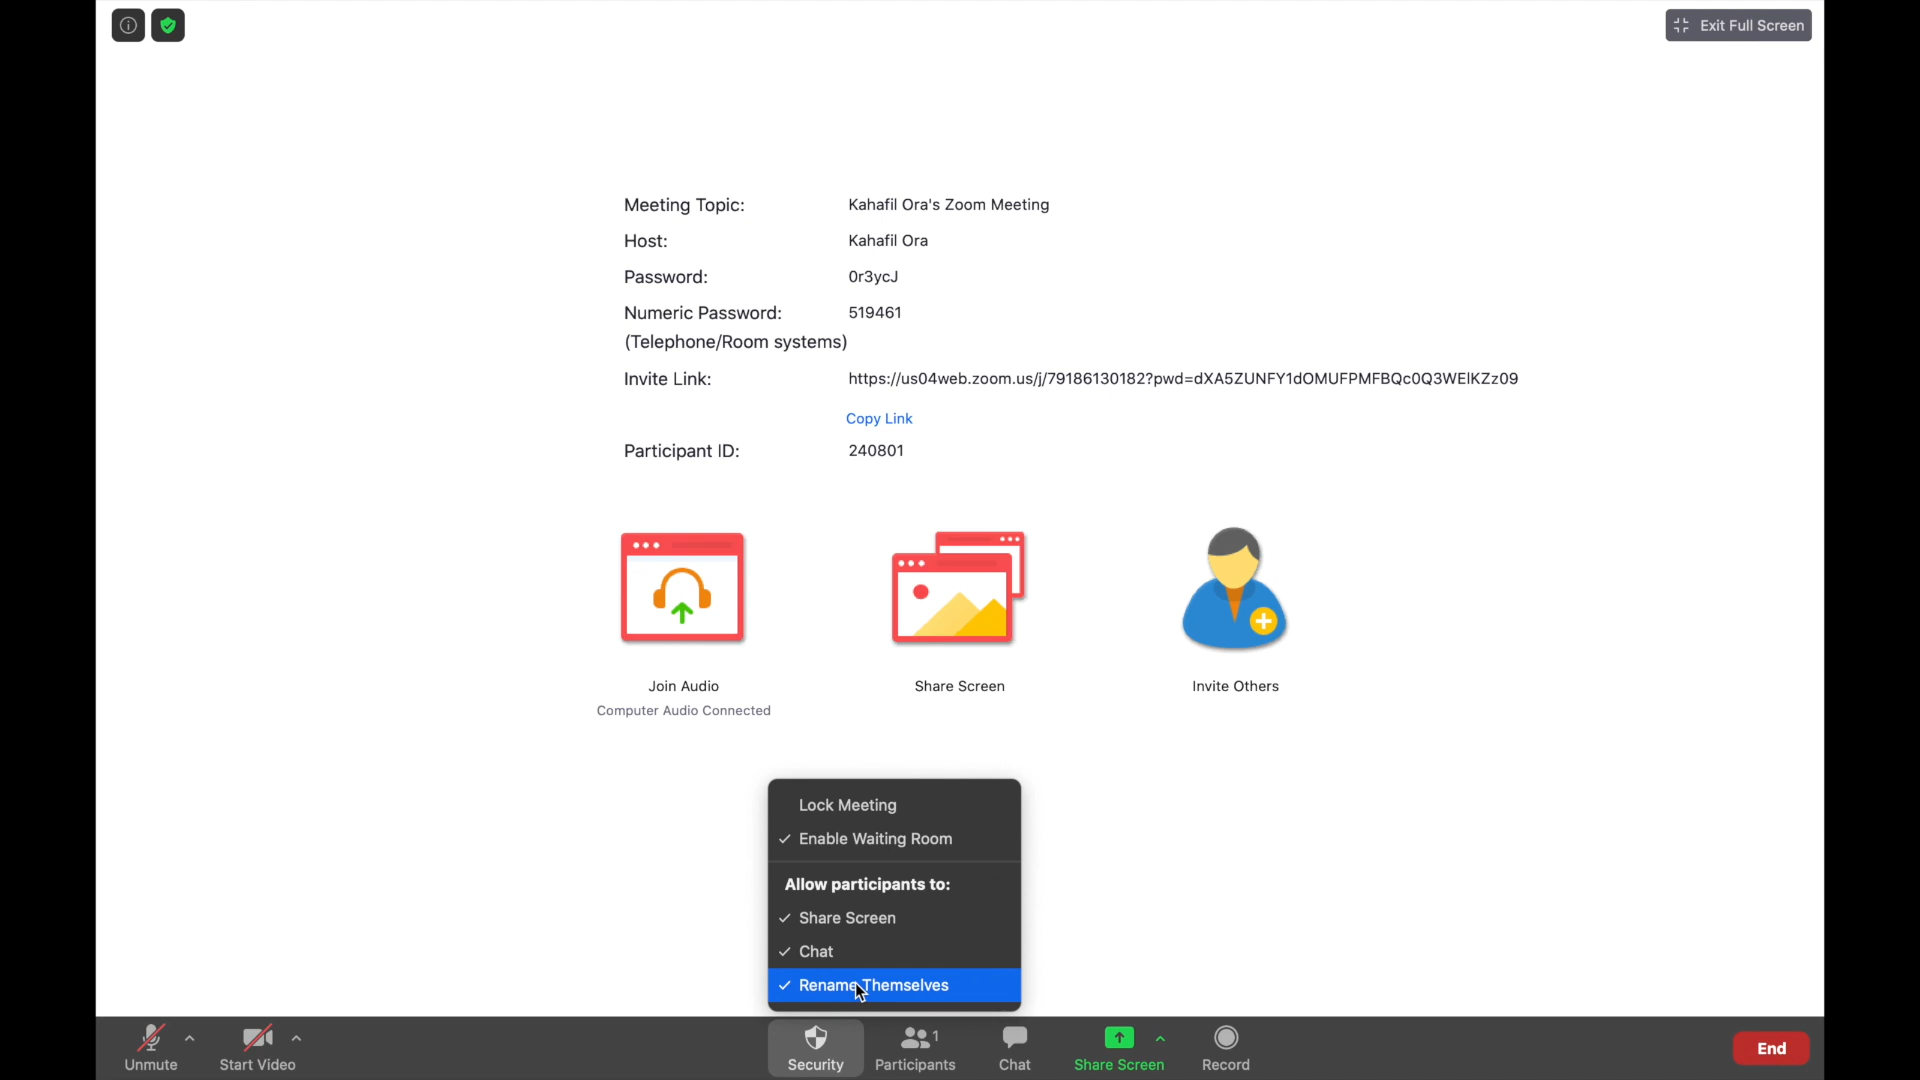 Exit Full Screen
Meeting Topic: Kahafil Ora's Zoom Meeting
Host: Kahafil Ora
Password: 0r3ycJ
Numeric Password: 519461
(Telephone/Room systems)
Invite Link: https://us04web.zoom.us/j/79186130182?pwd=dXA5ZUNFY1dOMUFPMFBQc0Q3WElKZz09
Copy Link
Participant ID: 240801
Join Audio
Computer Audio Connected
Share Screen
Invite Others
Lock Meeting
✓ Enable Waiting Room
Allow participants to:
✓ Share Screen
✓ Chat
✓ Rename Themselves
Unmute
Start Video
Security
Participants 1
Chat
Share Screen
Record
End